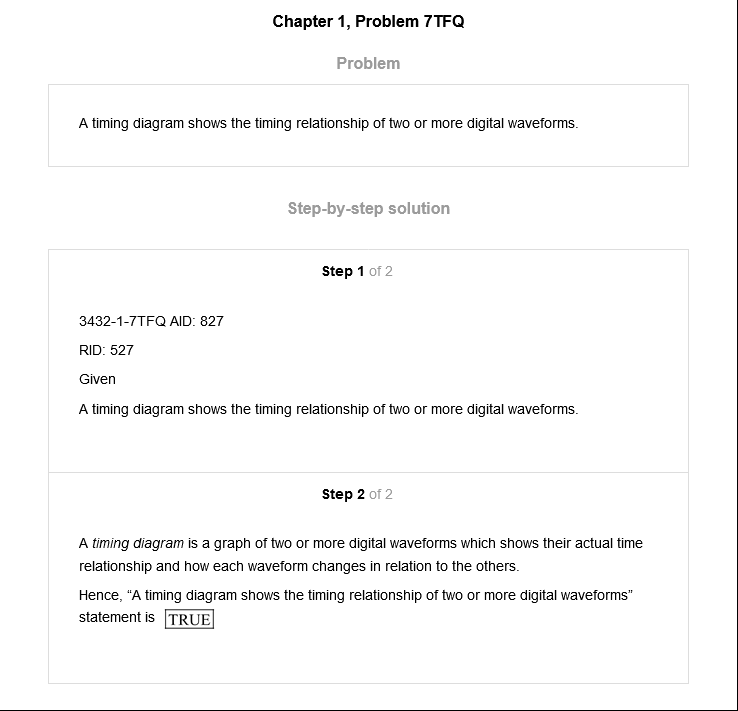 Chapter 1, Problem 7TFQ
Problem
A timing diagram shows the timing relationship of two or more digital waveforms.
Step-by-step solution
Step 1 of 2
3432-1-7TFQ AID: 827
RID: 527
Given
A timing diagram shows the timing relationship of two or more digital waveforms.
Step 2 of 2
A timing diagram is a graph of two or more digital waveforms which shows their actual time
relationship and how each waveform changes in relation to the others.
Hence, “A timing diagram shows the timing relationship of two or more digital waveforms”
statement is TRUE